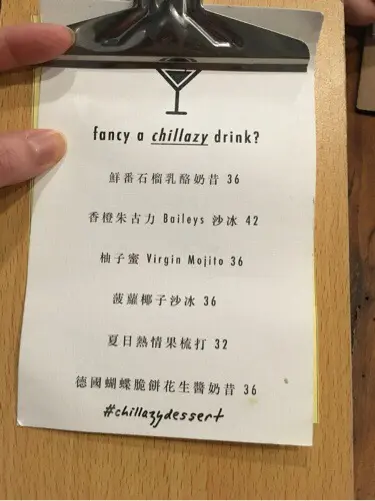 fancy a chillazy drink?
鮮番石榴乳酪奶昔 36
香橙朱古力 Baileys 沙冰 42
柚子蜜 Virgin Mojito 36
菠蘿椰子沙冰 36
夏日熱情果梳打 32
德國蝴蝶脆餅花生醬奶昔 36
#chillazydessert